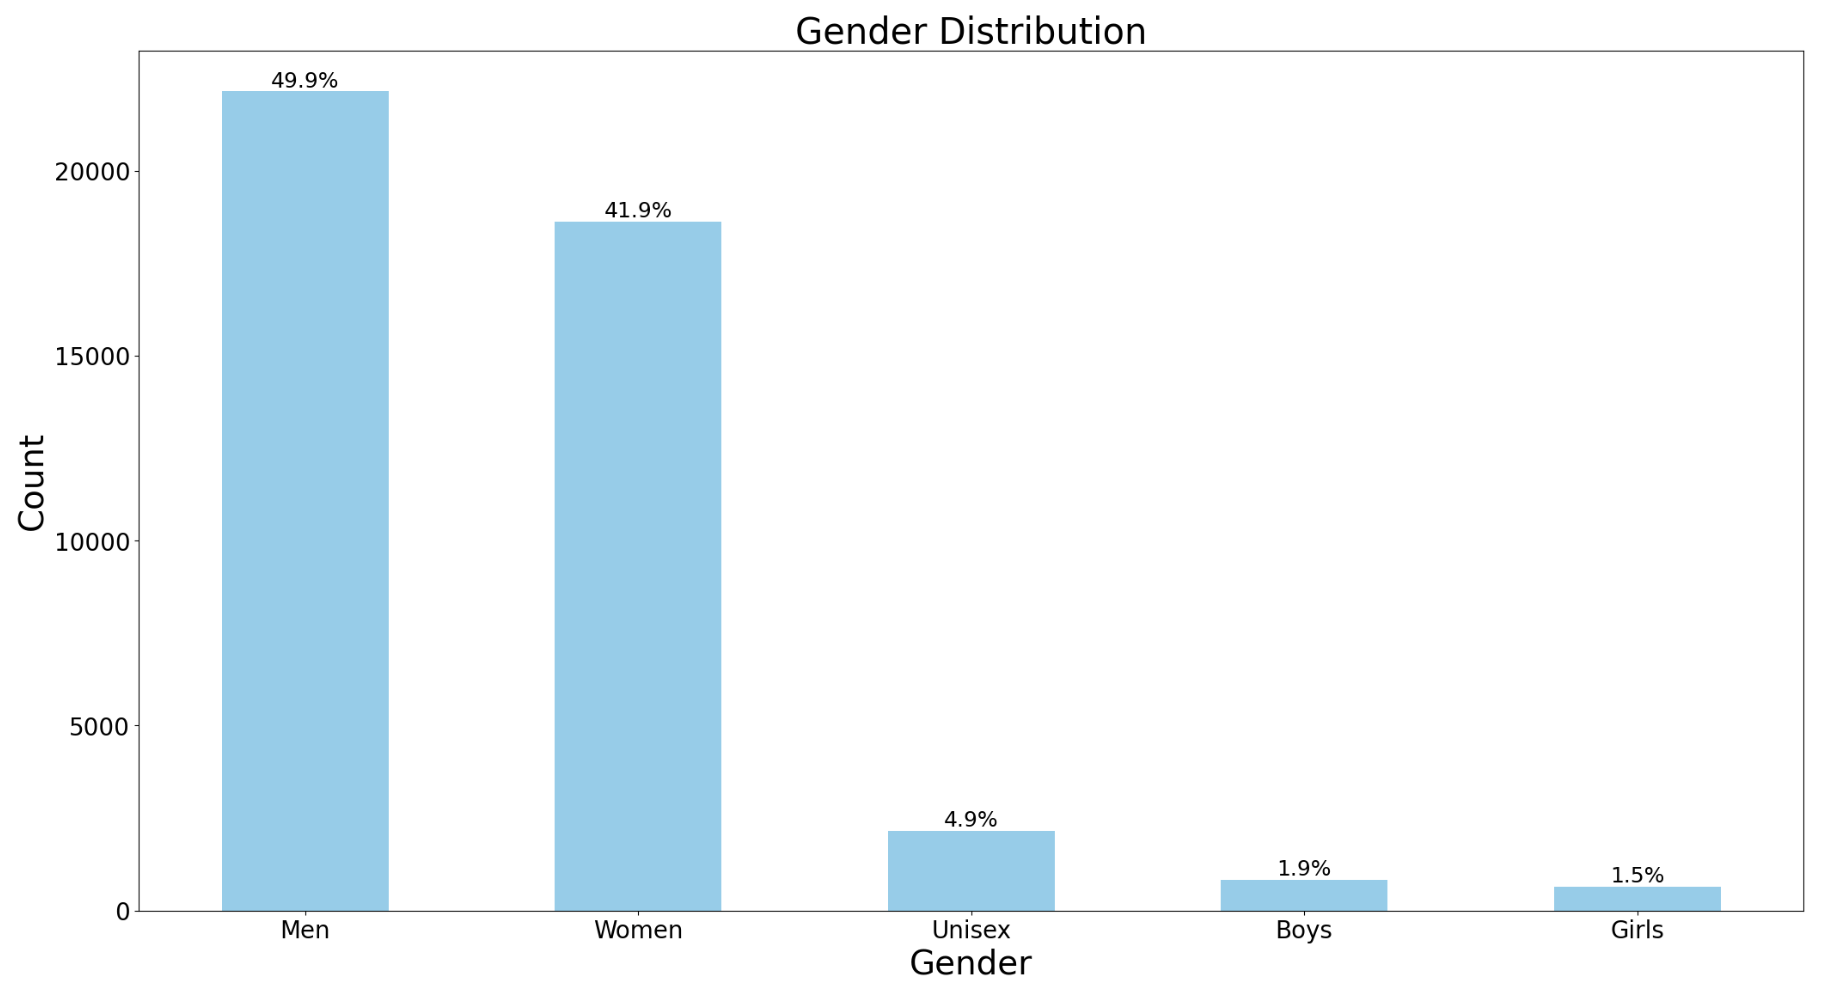 Gender Distribution
49.9%
41.9%
4.9%
1.9%
1.5%
20000
15000
10000
5000
0
Count
Men
Women
Unisex
Boys
Girls
Gender